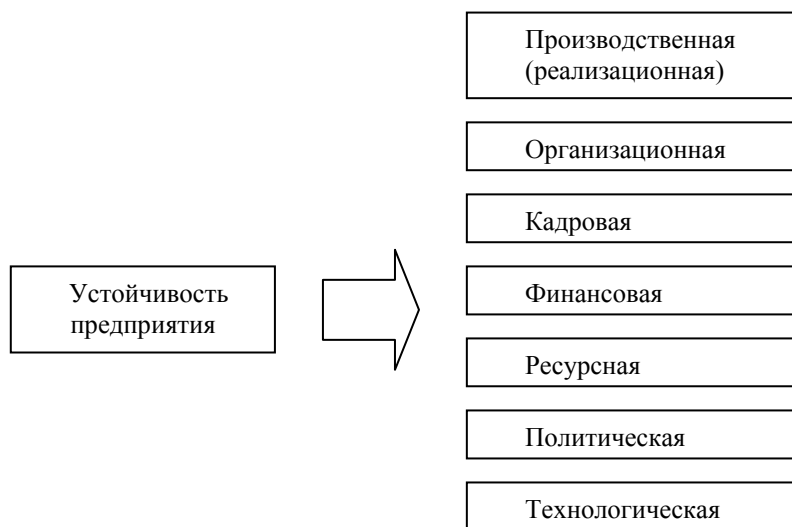 Производственная
(реализационная)
Организационная
Кадровая
Устойчивость
предприятия
Финансовая
Ресурсная
Политическая
Технологическая